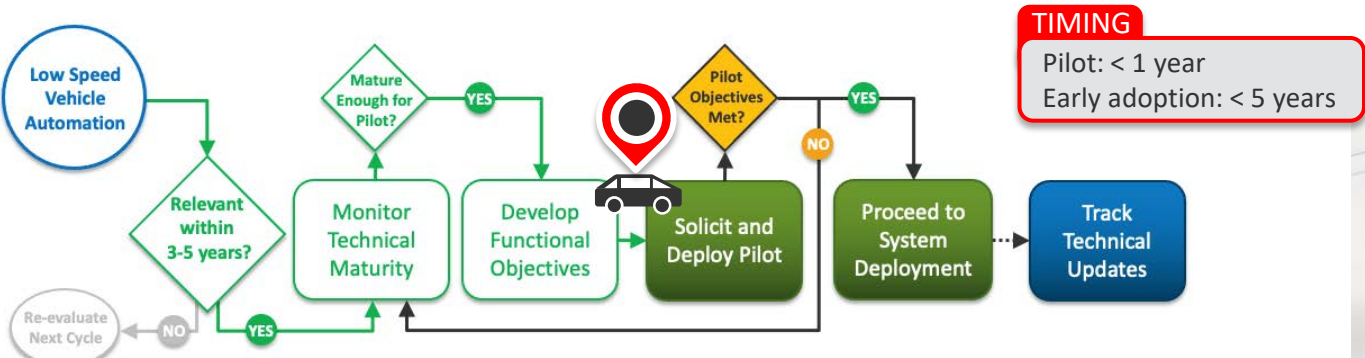 TIMING
Pilot: < 1 year
Early adoption: < 5 years
Low Speed
Vehicle
Automation
Relevant
within
3-5 years?
NO
Re-evaluate
Next Cycle
YES
Monitor
Technical
Maturity
Mature
Enough for
Pilot?
YES
Develop
Functional
Objectives
Solicit and
Deploy Pilot
Pilot
Objectives
Met?
NO
YES
Proceed to
System
Deployment
Track
Technical
Updates